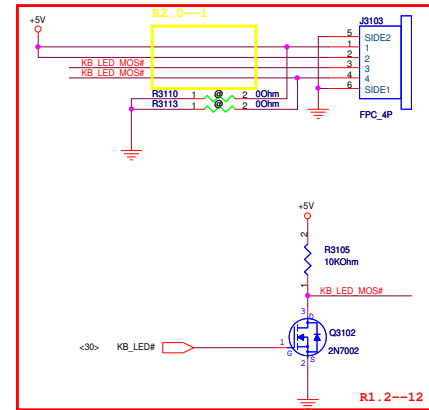 R2.0--1
+5V
J3103
5 SIDE2
1 1
2 2
KB_LED_MOS# 3 3
KB_LED_MOS# 4 4
6 SIDE1
R3110 1 @ 2 0Ohm
R3113 1 @ 2 0Ohm
FPC_4P
+5V
2
R3105
10KOhm
1
KB_LED_MOS#
3 D
Q3102
<30> KB_LED# 1 G
2N7002
2 S
R1.2--12